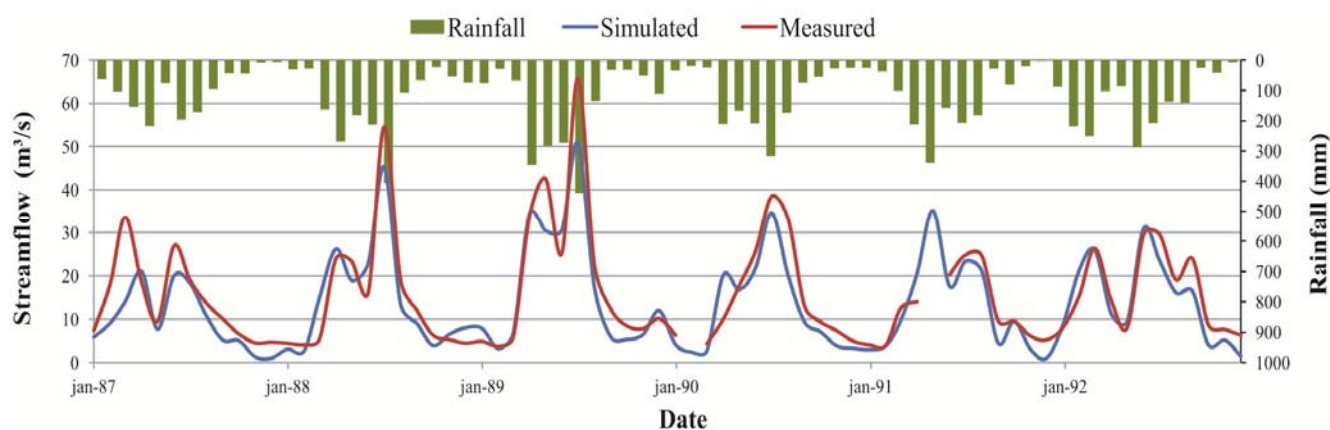 Rainfall Simulated Measured
70 0
60 100
200
50 300
40 400
30 500
600
20 700
10 800
900
0 1000
jan-87 jan-88 jan-89 jan-90 jan-91 jan-92
Date
Streamflow (m³/s)
Rainfall (mm)